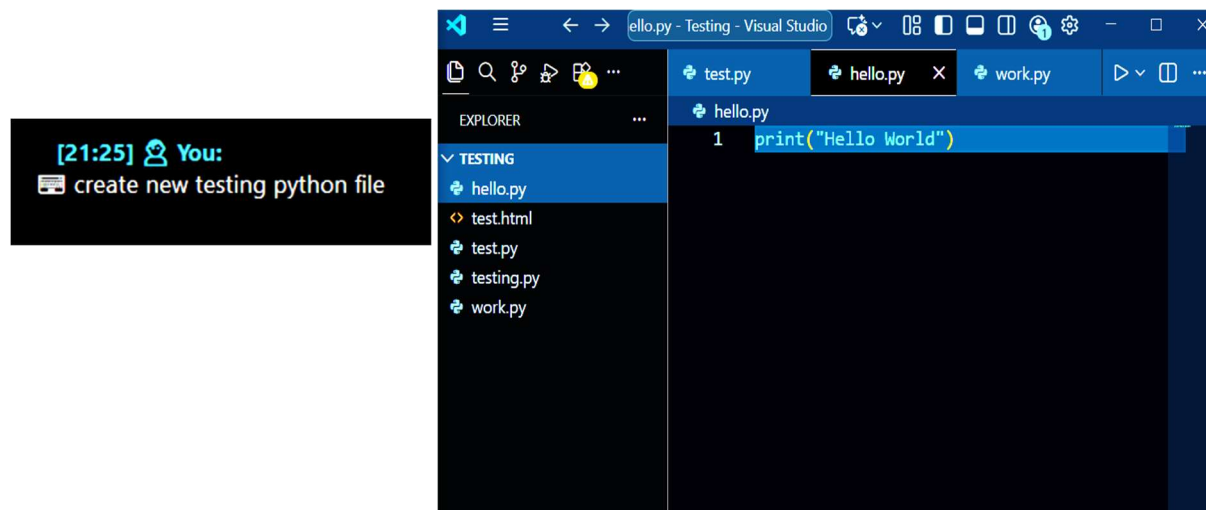 [21:25] You:
create new testing python file
ello.py - Testing - Visual Studio
1
EXPLORER
TESTING
hello.py
test.html
test.py
testing.py
work.py
test.py
hello.py
work.py
hello.py
1 print("Hello World")